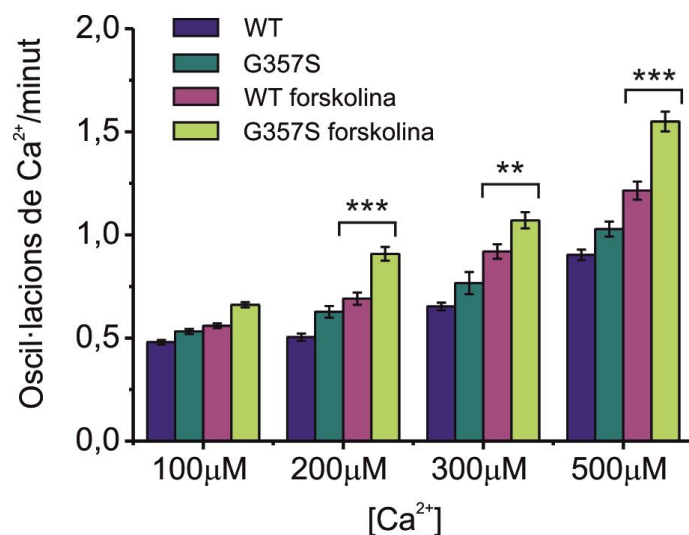 2,0
1,5
1,0
0,5
0,0
Oscil·lacions de Ca²⁺/minut
WT
G357S
WT forskolina
G357S forskolina
***
**
***
100µM
200µM
300µM
500µM
[Ca²⁺]